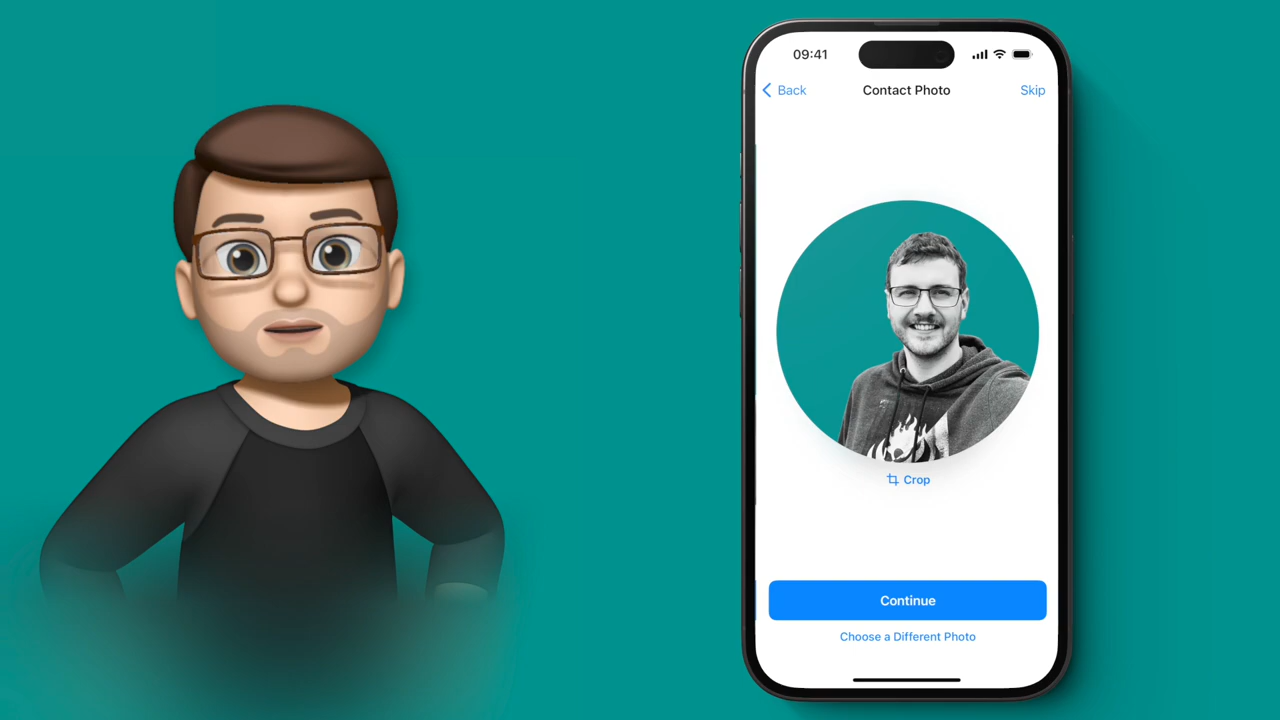 09:41
Back
Contact Photo
Skip
Crop
Continue
Choose a Different Photo